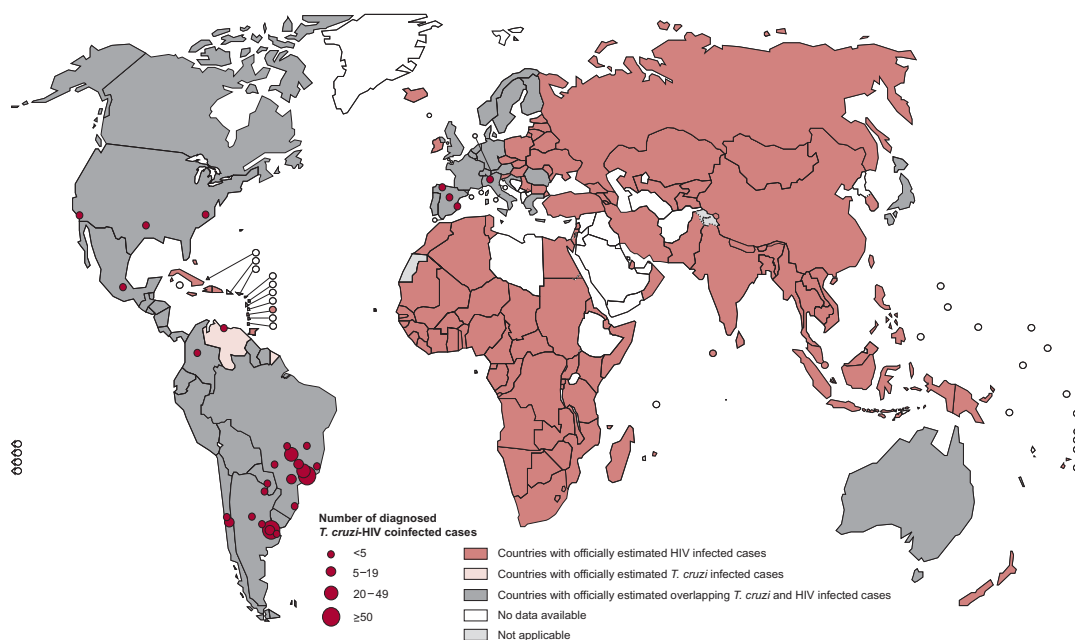 Number of diagnosed
T. cruzi-HIV coinfected cases
<5
5–19
20–49
≥50
Countries with officially estimated HIV infected cases
Countries with officially estimated T. cruzi infected cases
Countries with officially estimated overlapping T. cruzi and HIV infected cases
No data available
Not applicable